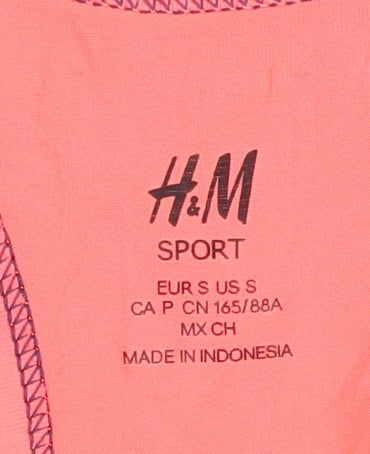 H&M
SPORT
EUR S US S
CA P CN 165/88A
MX CH
MADE IN INDONESIA